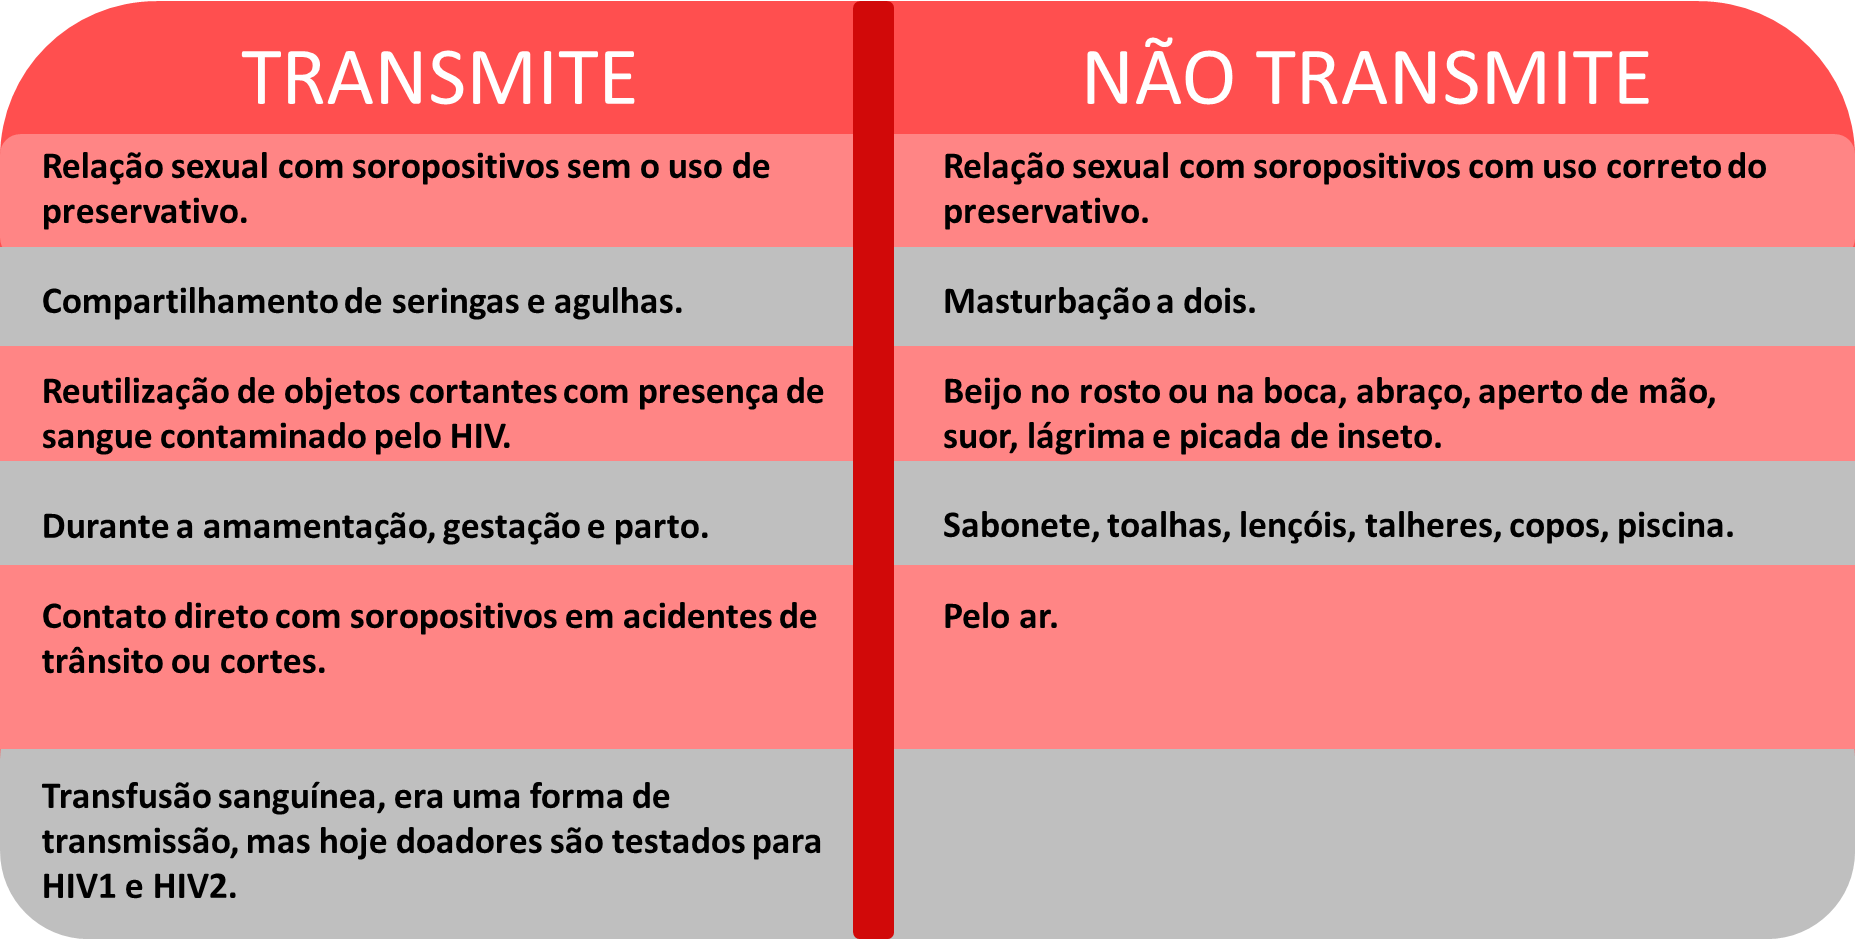 TRANSMITE
NÃO TRANSMITE
Relação sexual com soropositivos sem o uso de
preservativo.
Relação sexual com soropositivos com uso correto do
preservativo.
Compartilhamento de seringas e agulhas.
Masturbação a dois.
Reutilização de objetos cortantes com presença de
sangue contaminado pelo HIV.
Beijo no rosto ou na boca, abraço, aperto de mão,
suor, lágrima e picada de inseto.
Durante a amamentação, gestação e parto.
Sabonete, toalhas, lençóis, talheres, copos, piscina.
Contato direto com soropositivos em acidentes de
trânsito ou cortes.
Pelo ar.
Transfusão sanguínea, era uma forma de
transmissão, mas hoje doadores são testados para
HIV1 e HIV2.